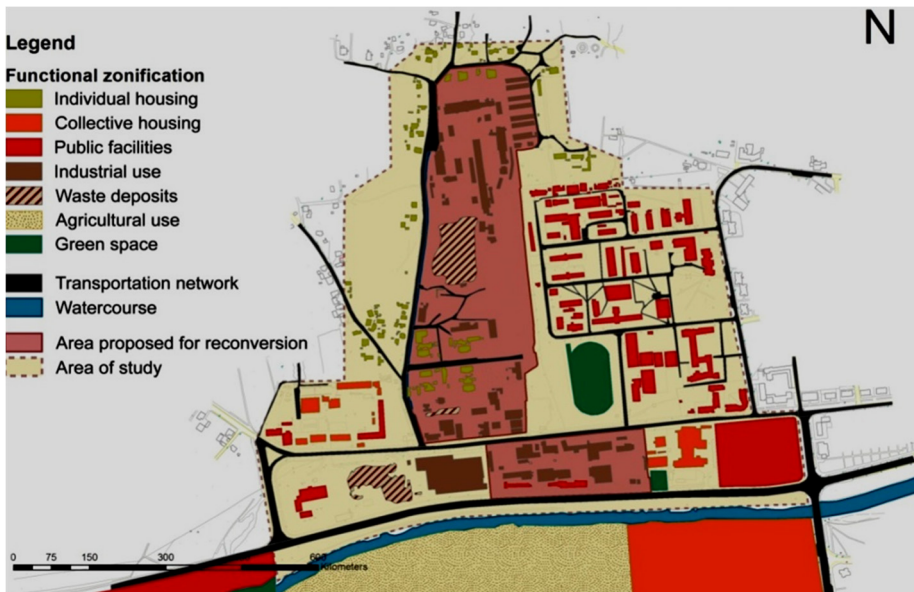 N
Legend
Functional zonification
Individual housing
Collective housing
Public facilities
Industrial use
Waste deposits
Agricultural use
Green space
Transportation network
Watercourse
Area proposed for reconversion
Area of study
0 75 150 300 600
Kilometers